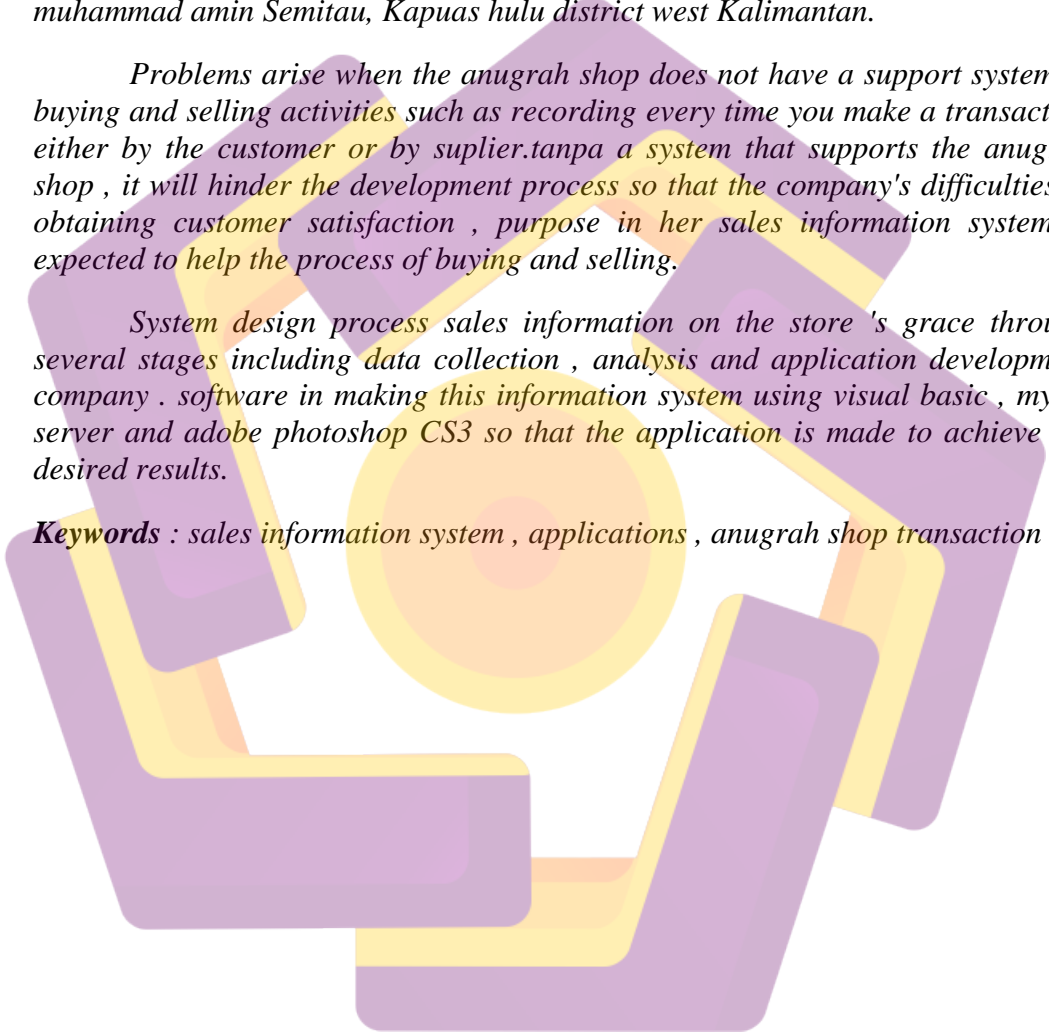 muhammad amin Semitau, Kapuas hulu district west Kalimantan.
Problems arise when the anugrah shop does not have a support system
buying and selling activities such as recording every time you make a transact
either by the customer or by suplier.tanpa a system that supports the anug
shop , it will hinder the development process so that the company's difficulties
obtaining customer satisfaction , purpose in her sales information system
expected to help the process of buying and selling.
System design process sales information on the store 's grace throu
several stages including data collection , analysis and application developm
company . software in making this information system using visual basic , my
server and adobe photoshop CS3 so that the application is made to achieve
desired results.
Keywords : sales information system , applications , anugrah shop transaction